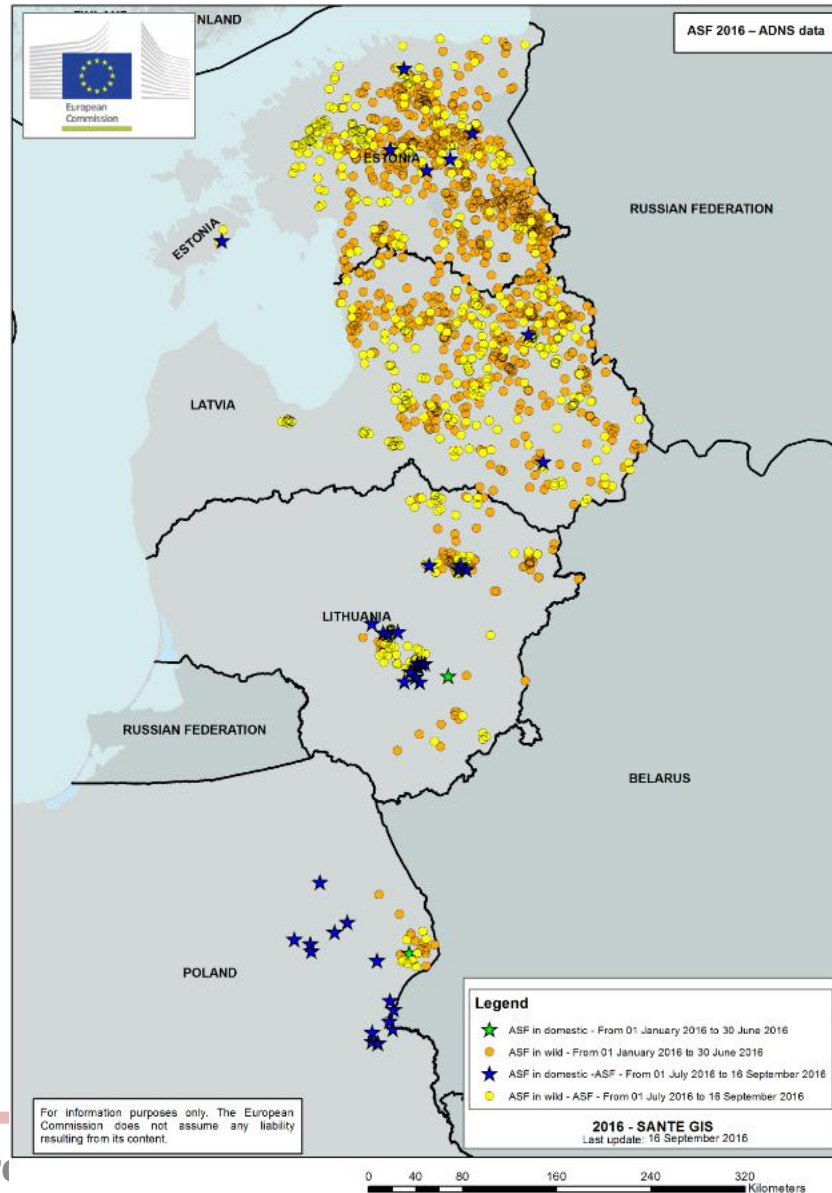 NLAND
ASF 2016 – ADNS data
European
Commission
ESTONIA
RUSSIAN FEDERATION
ESTONIA
LATVIA
LITHUANIA
RUSSIAN FEDERATION
BELARUS
POLAND
Legend
ASF in domestic - From 01 January 2016 to 30 June 2016
ASF in wild - From 01 January 2016 to 30 June 2016
ASF in domestic -ASF - From 01 July 2016 to 16 September 2016
ASF in wild - ASF - From 01 July 2016 to 16 September 2016
For information purposes only. The European
Commission does not assume any liability
resulting from its content.
2016 - SANTE GIS
Last update: 16 September 2016
0 40 80 160 240 320
Kilometers